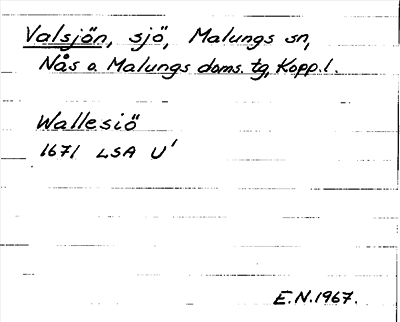 Valsjön, sjö, Malungs sn,
Nås o. Malungs doms. tg, Kopp. l.
Wallesiö
1671 LSA U'
E.N. 1967.